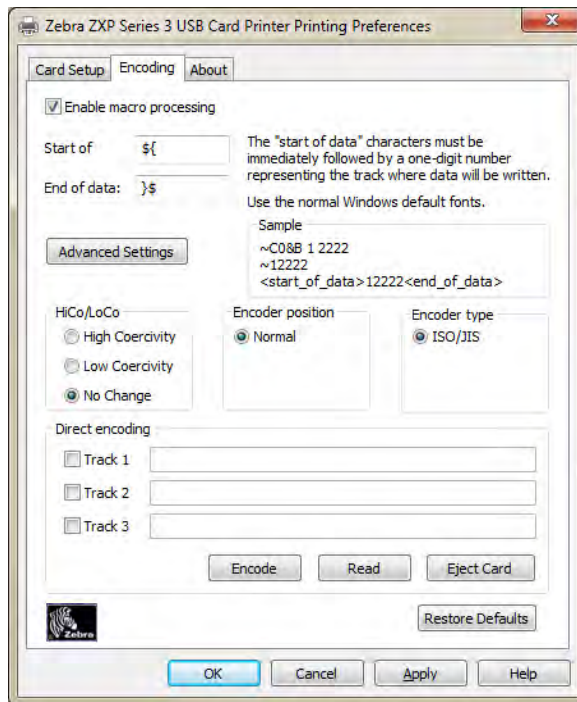 Zebra ZXP Series 3 USB Card Printer Printing Preferences
Card Setup Encoding About
Enable macro processing
Start of ${
End of data: }$
The "start of data" characters must be
immediately followed by a one-digit number
representing the track where data will be written.
Use the normal Windows default fonts.
Sample
~C0&B 1 2222
~12222
<start_of_data>12222<end_of_data>
Advanced Settings
HiCo/LoCo
High Coercivity
Low Coercivity
No Change
Encoder position
Normal
Encoder type
ISO/JIS
Direct encoding
Track 1
Track 2
Track 3
Encode Read Eject Card
Zebra
Restore Defaults
OK Cancel Apply Help